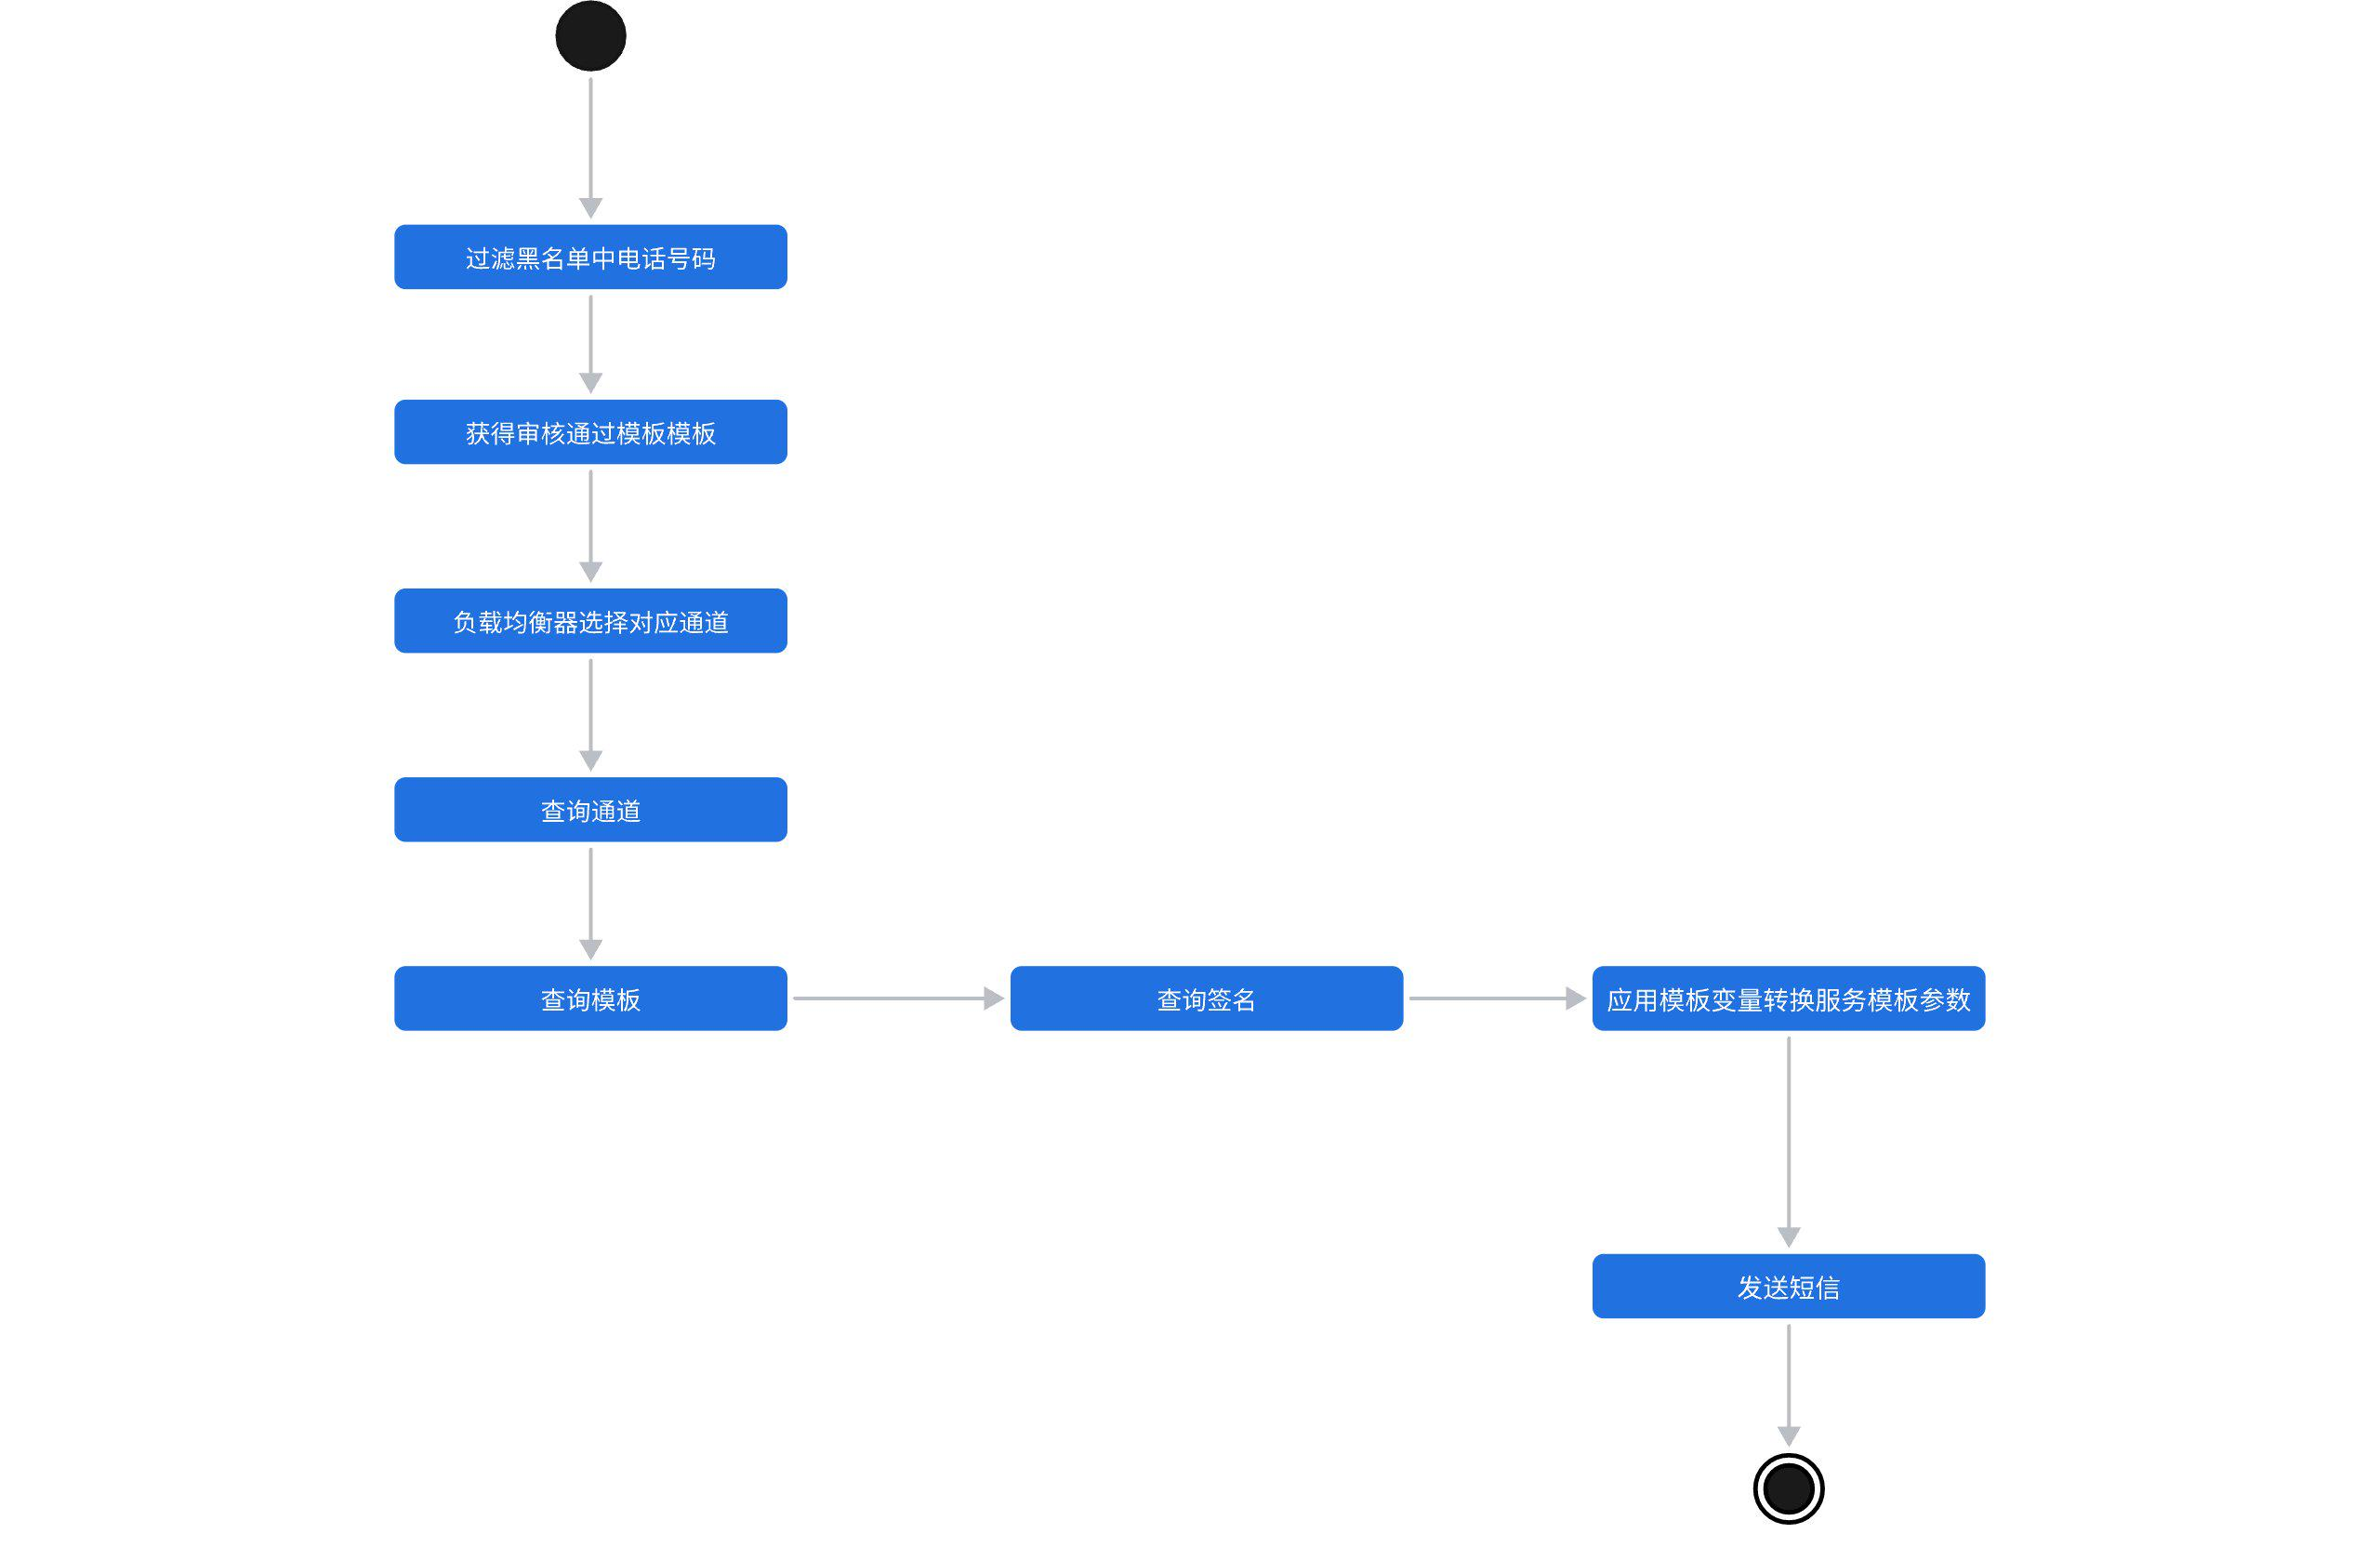 过滤黑名单中电话号码
获得审核通过模板模板
负载均衡器选择对应通道
查询通道
查询模板
查询签名
应用模板变量转换服务模板参数
发送短信